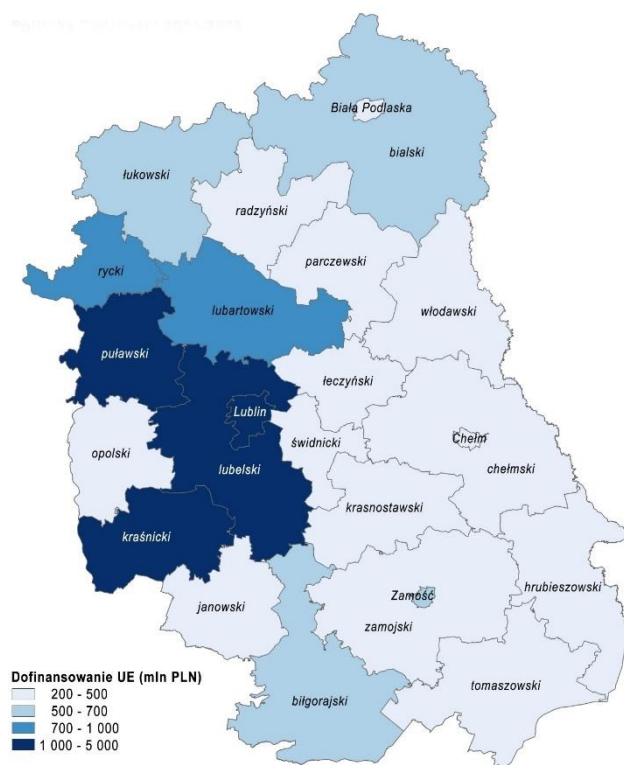 Biała Podlaska
bialski
łukowski
radzyński
parczewski
rycki
lubartowski
włodawski
puławski
łęczyński
Lublin
świdnicki
Chełm
opolski
lubelski
chełmski
krasnostawski
kraśnicki
hrubieszowski
janowski
Zamość
zamojski
tomaszowski
biłgorajski
Dofinansowanie UE (mln PLN)
200 - 500
500 - 700
700 - 1 000
1 000 - 5 000